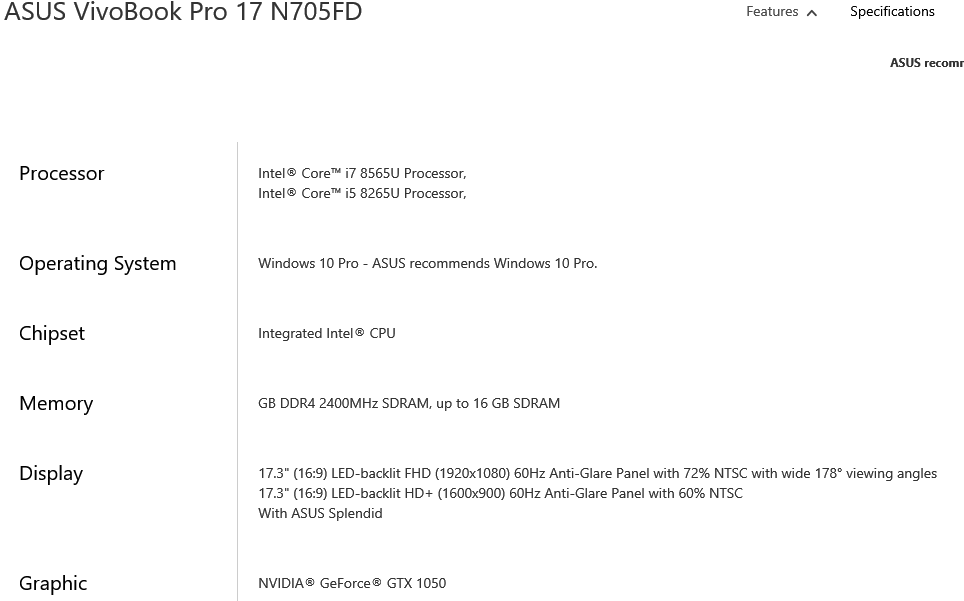 ASUS VivoBook Pro 17 N705FD
Features
Specifications
ASUS recomm
Processor
Intel® Core™ i7 8565U Processor,
Intel® Core™ i5 8265U Processor,
Operating System
Windows 10 Pro - ASUS recommends Windows 10 Pro.
Chipset
Integrated Intel® CPU
Memory
GB DDR4 2400MHz SDRAM, up to 16 GB SDRAM
Display
17.3" (16:9) LED-backlit FHD (1920x1080) 60Hz Anti-Glare Panel with 72% NTSC with wide 178° viewing angles
17.3" (16:9) LED-backlit HD+ (1600x900) 60Hz Anti-Glare Panel with 60% NTSC
With ASUS Splendid
Graphic
NVIDIA® GeForce® GTX 1050